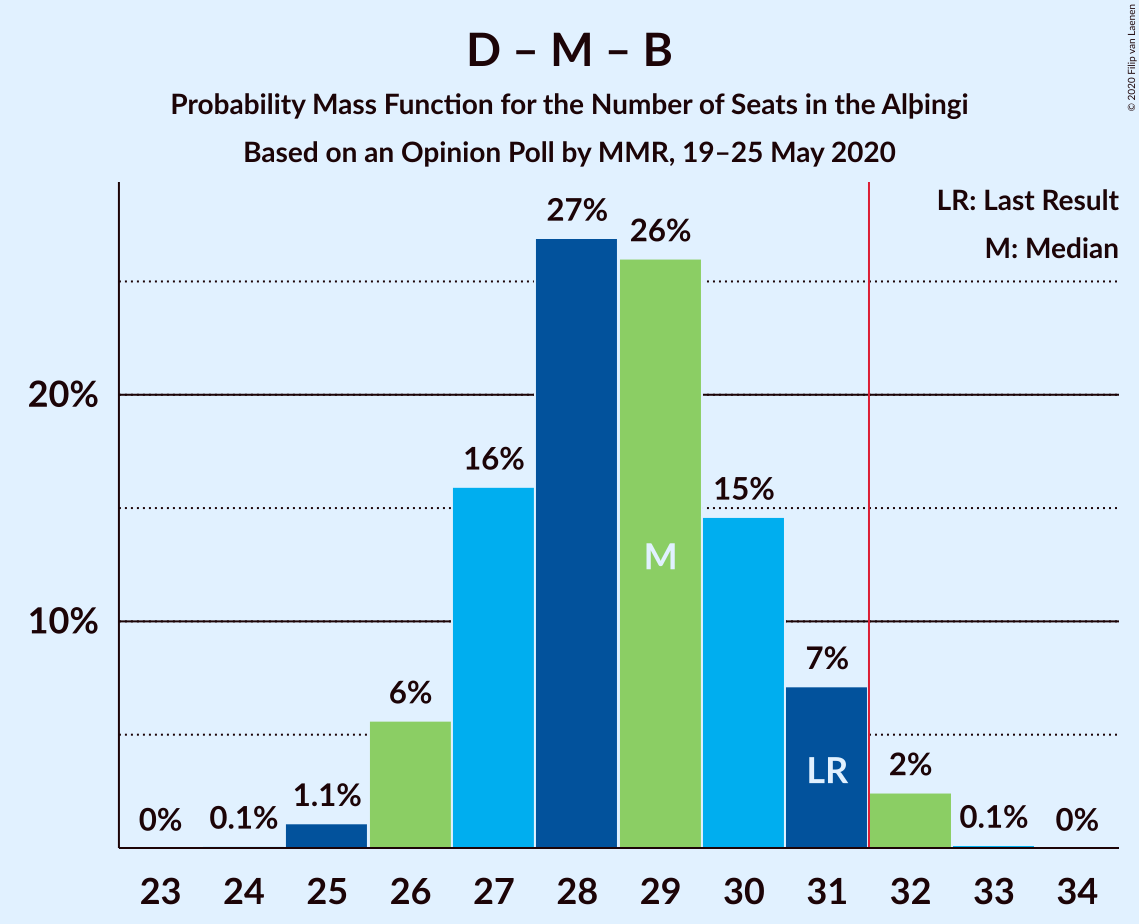 D – M – B
Probability Mass Function for the Number of Seats in the Alþingi
Based on an Opinion Poll by MMR, 19–25 May 2020
© 2020 Filip van Laenen
LR: Last Result
M: Median
27%
26%
20%
16%
15%
M
10%
7%
6%
LR
2%
1.1%
0%
0.1%
0.1%
0%
23 24 25 26 27 28 29 30 31 32 33 34